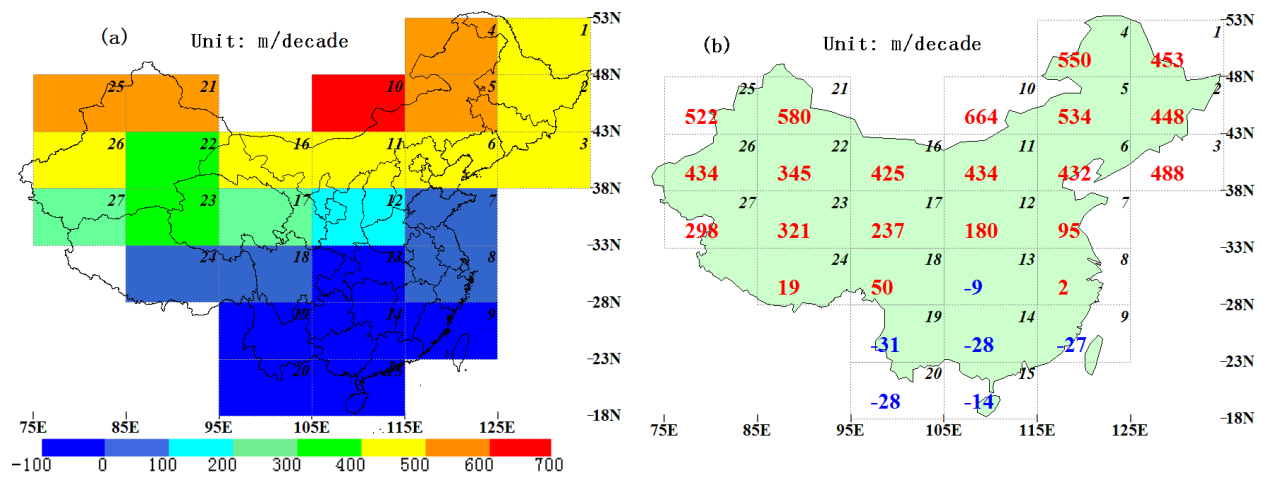 (a) Unit: m/decade
4 1 53N
25 21 10 5 2 48N
26 22 16 11 6 3 43N
27 23 17 12 7 38N
24 18 13 8 33N
19 14 9 28N
20 15 23N
18N
75E 85E 95E 105E 115E 125E
-100 0 100 200 300 400 500 600 700
(b) Unit: m/decade
4 1 53N
550 453
25 21 10 5 2 48N
522 580 664 534 448
26 22 16 11 6 3 43N
434 345 425 434 432 488
27 23 17 12 7 38N
298 321 237 180 95
24 18 13 8 33N
19 50 -9 2
19 14 9 28N
-31 -28 -27
20 15 23N
-28 -14
18N
75E 85E 95E 105E 115E 125E